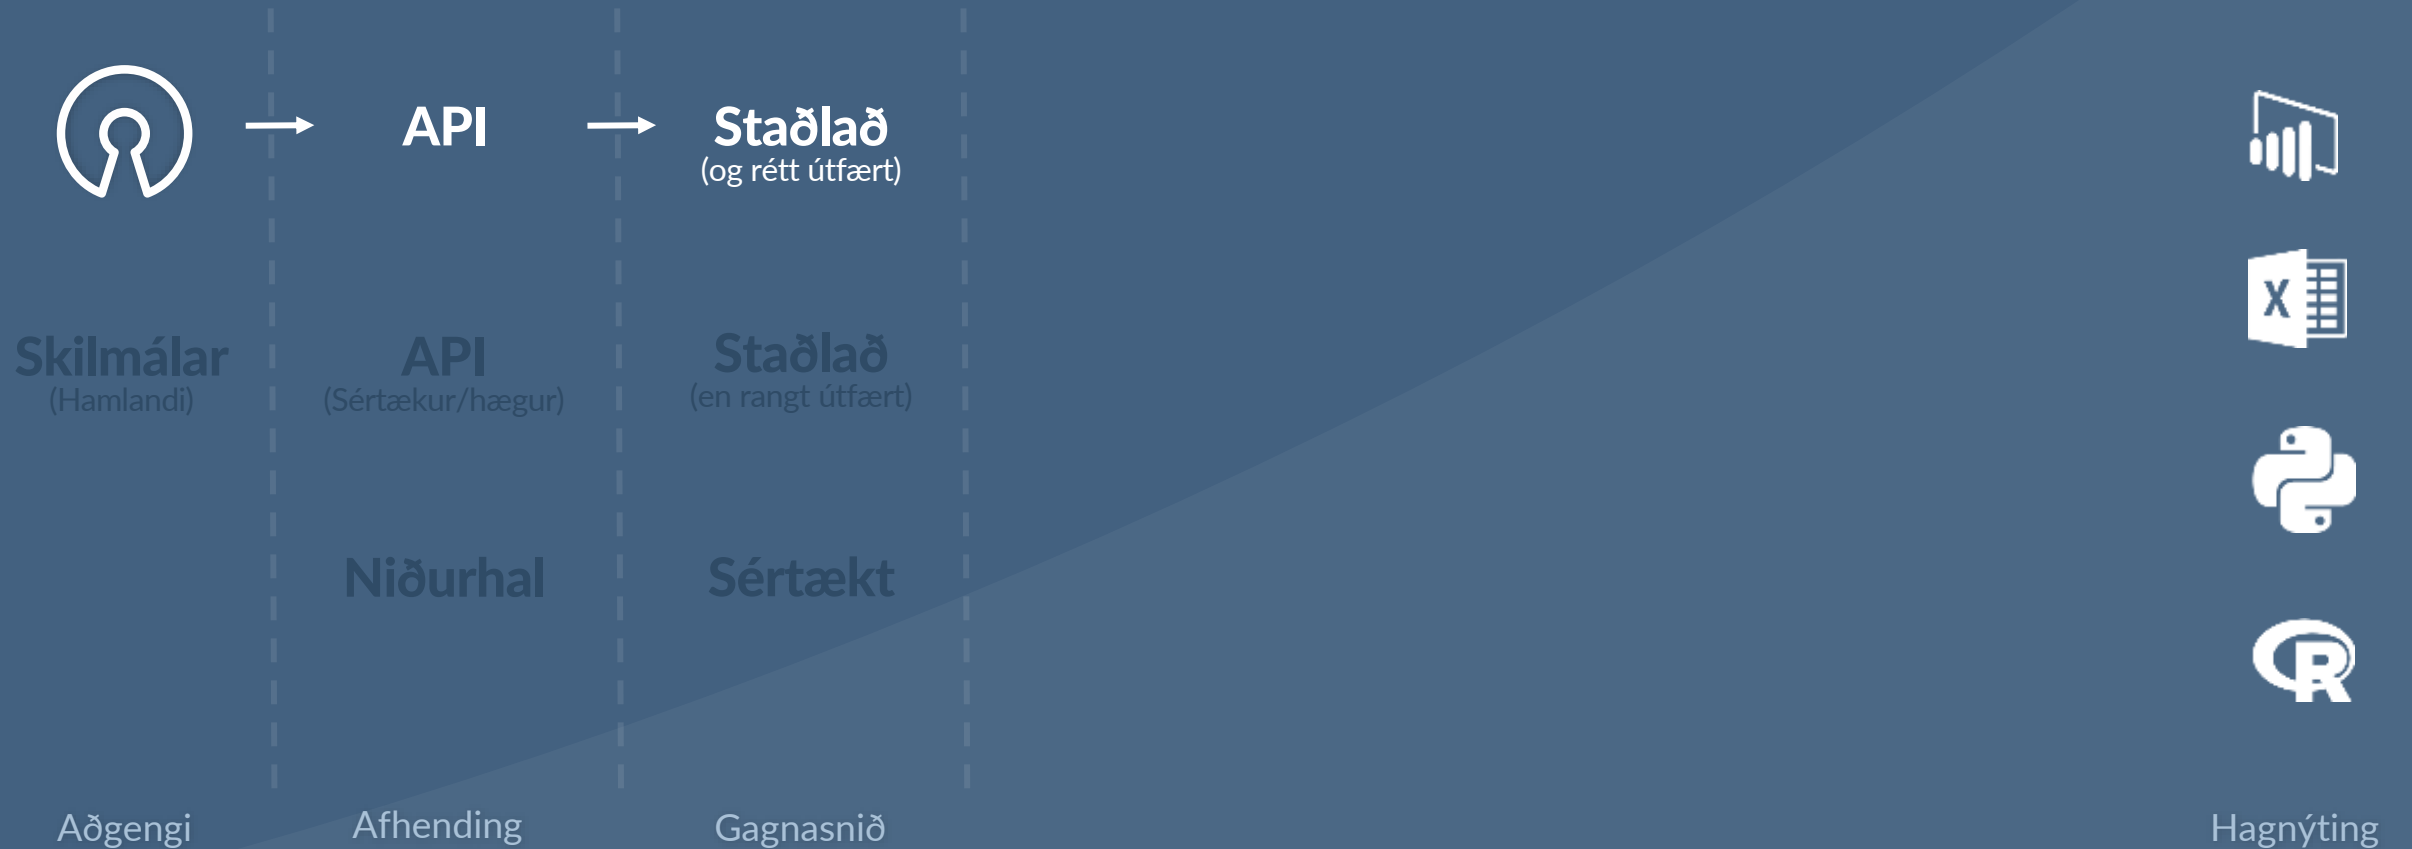 API
Staðlað
(og rétt útfært)
X
Skilmálar
(Hamlandi)
API
(Sértækur/hægur)
Staðlað
(en rangt útfært)
Niðurhal
Sértækt
R
Aðgengi
Afhending
Gagnasnið
Hagnýting